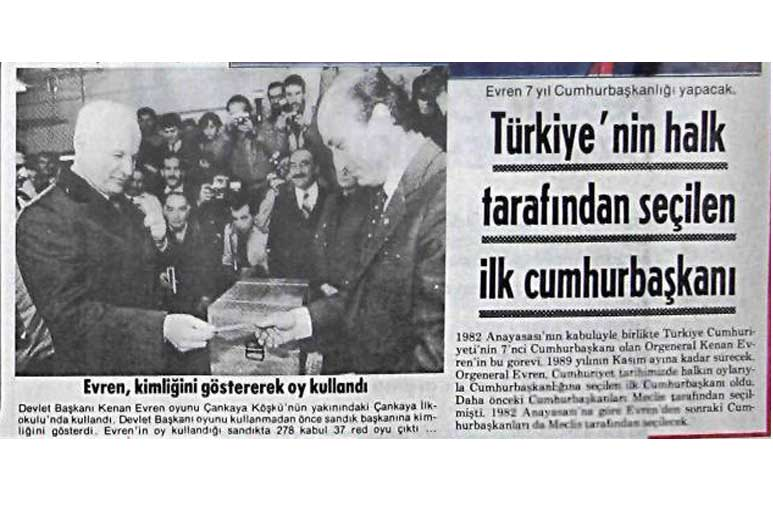 Evren 7 yıl Cumhurbaşkanlığı yapacak.
Türkiye'nin halk
tarafından seçilen
ilk cumhurbaşkanı
1982 Anayasası'nın kabulüyle birlikte Türkiye Cumhuri-
yeti'nin 7'nci Cumhurbaşkanı olan Orgeneral Kenan Ev-
ren'in bu görevi, 1989 yılının Kasım ayına kadar sürecek.
Orgeneral Evren, Cumhuriyet tarihimizde halkın oylarıy-
la Cumhurbaşkanlığına seçilen ilk Cumhurbaşkanı oldu.
Daha önceki Cumhurbaşkanları Meclis tarafından seçil-
mişti. 1982 Anayasası'na göre Evren'den sonraki Cum-
hurbaşkanları da Meclis tarafından seçilecek.
Evren, kimliğini göstererek oy kullandı
Devlet Başkanı Kenan Evren oyunu Çankaya Köşkü'nün yakınındaki Çankaya İlk-
okulu'nda kullandı. Devlet Başkanı oyunu kullanmadan önce sandık başkanına kim-
liğini gösterdi. Evren'in oy kullandığı sandıkta 278 kabul 37 red oyu çıktı ...